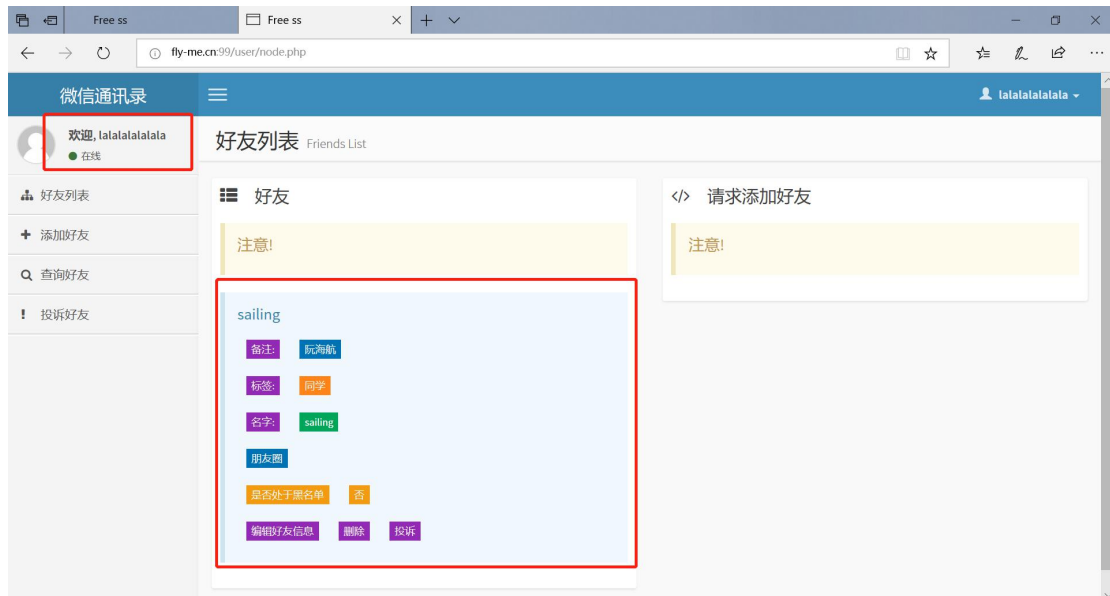 Free ss
Free ss
fly-me.cn:99/user/node.php
微信通讯录
lalalalalalala
欢迎, lalalalalalala
在线
好友列表 Friends List
好友列表
添加好友
查询好友
投诉好友
好友
注意!
sailing
备注: 阮海航
标签: 同学
名字: sailing
朋友圈
是否处于黑名单 否
编辑好友信息 删除 投诉
请求添加好友
注意!